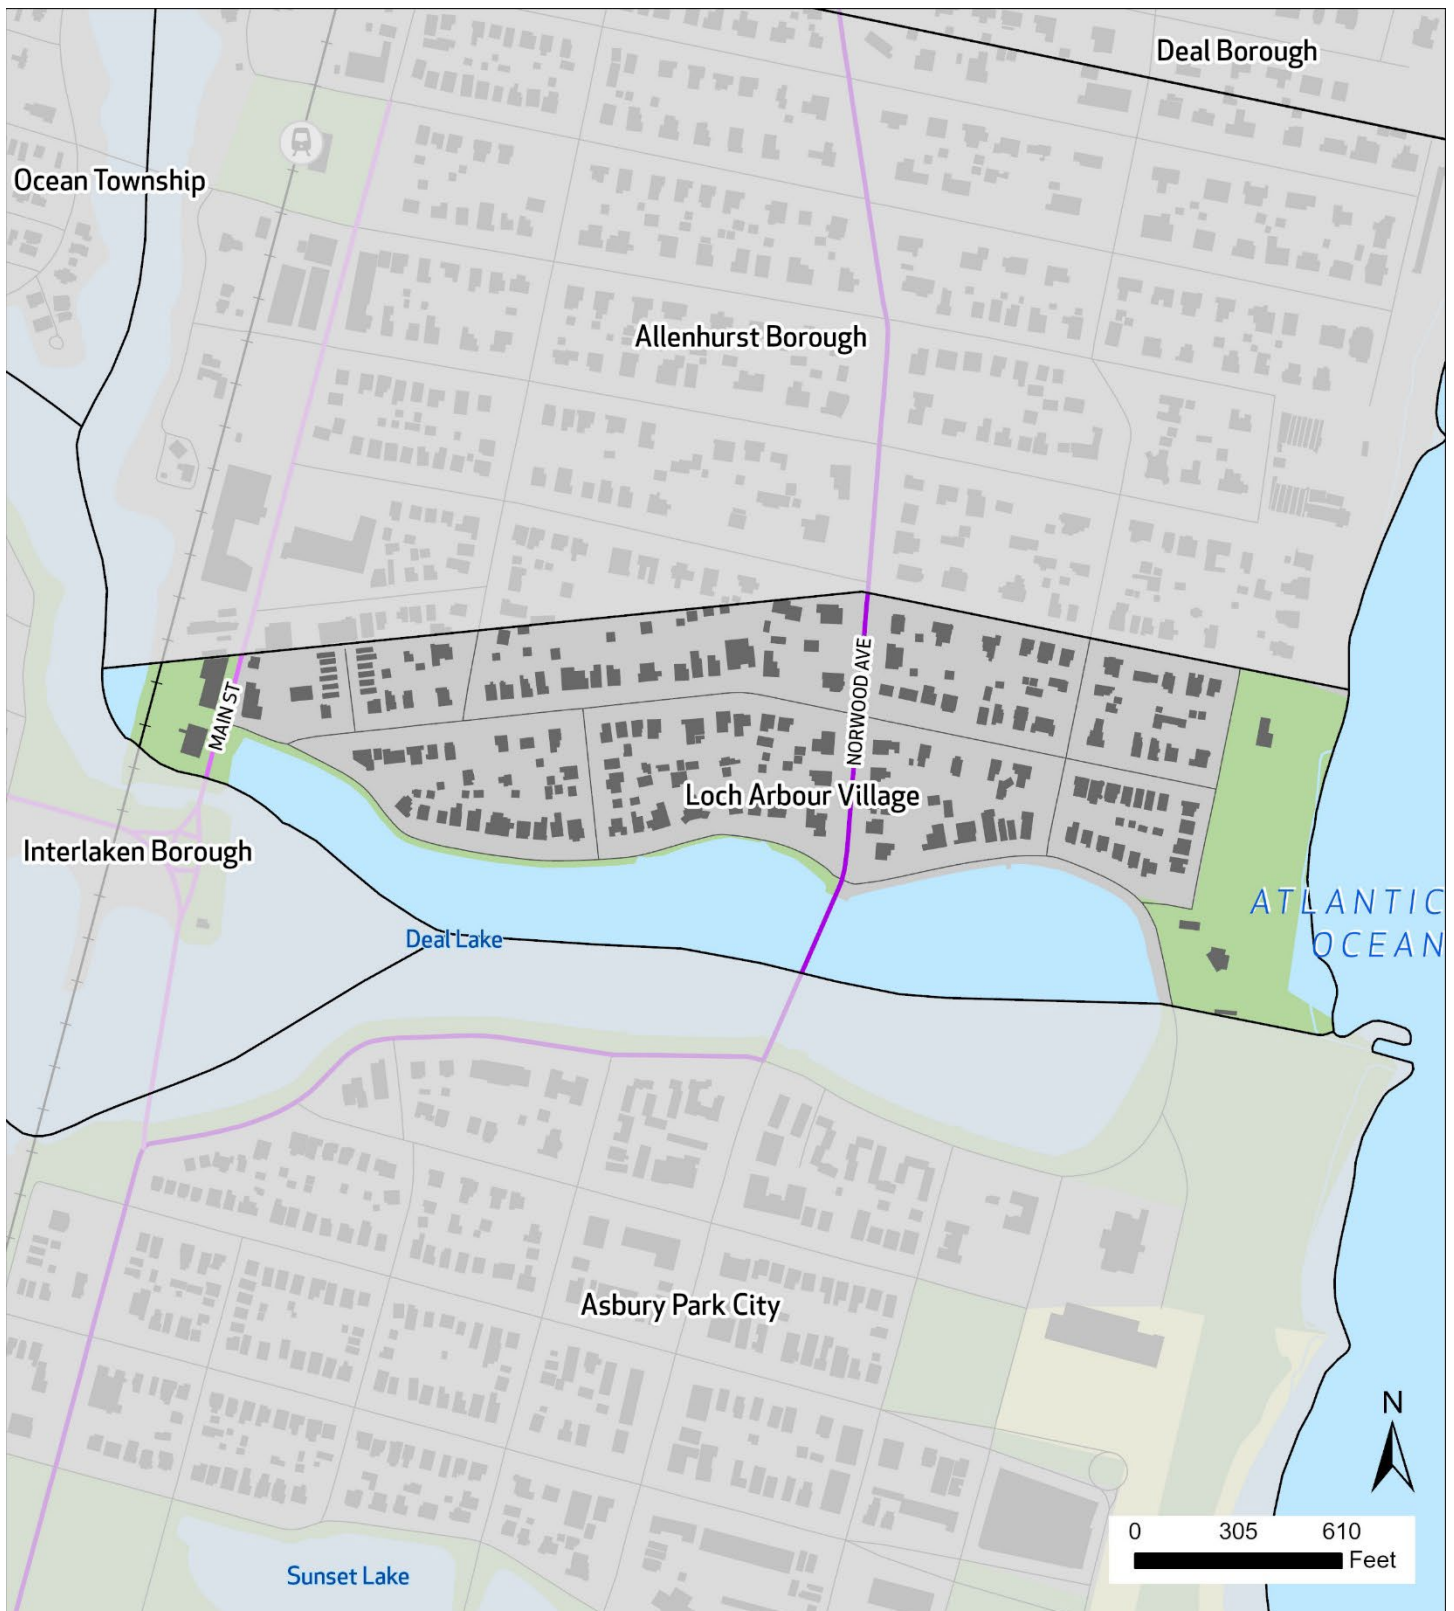 Deal Borough
Ocean Township
Allenhurst Borough
MAIN ST
NORWOOD AVE
Loch Arbour Village
Interlaken Borough
ATLANTIC
OCEAN
Deal Lake
Asbury Park City
N
0 305 610
Feet
Sunset Lake